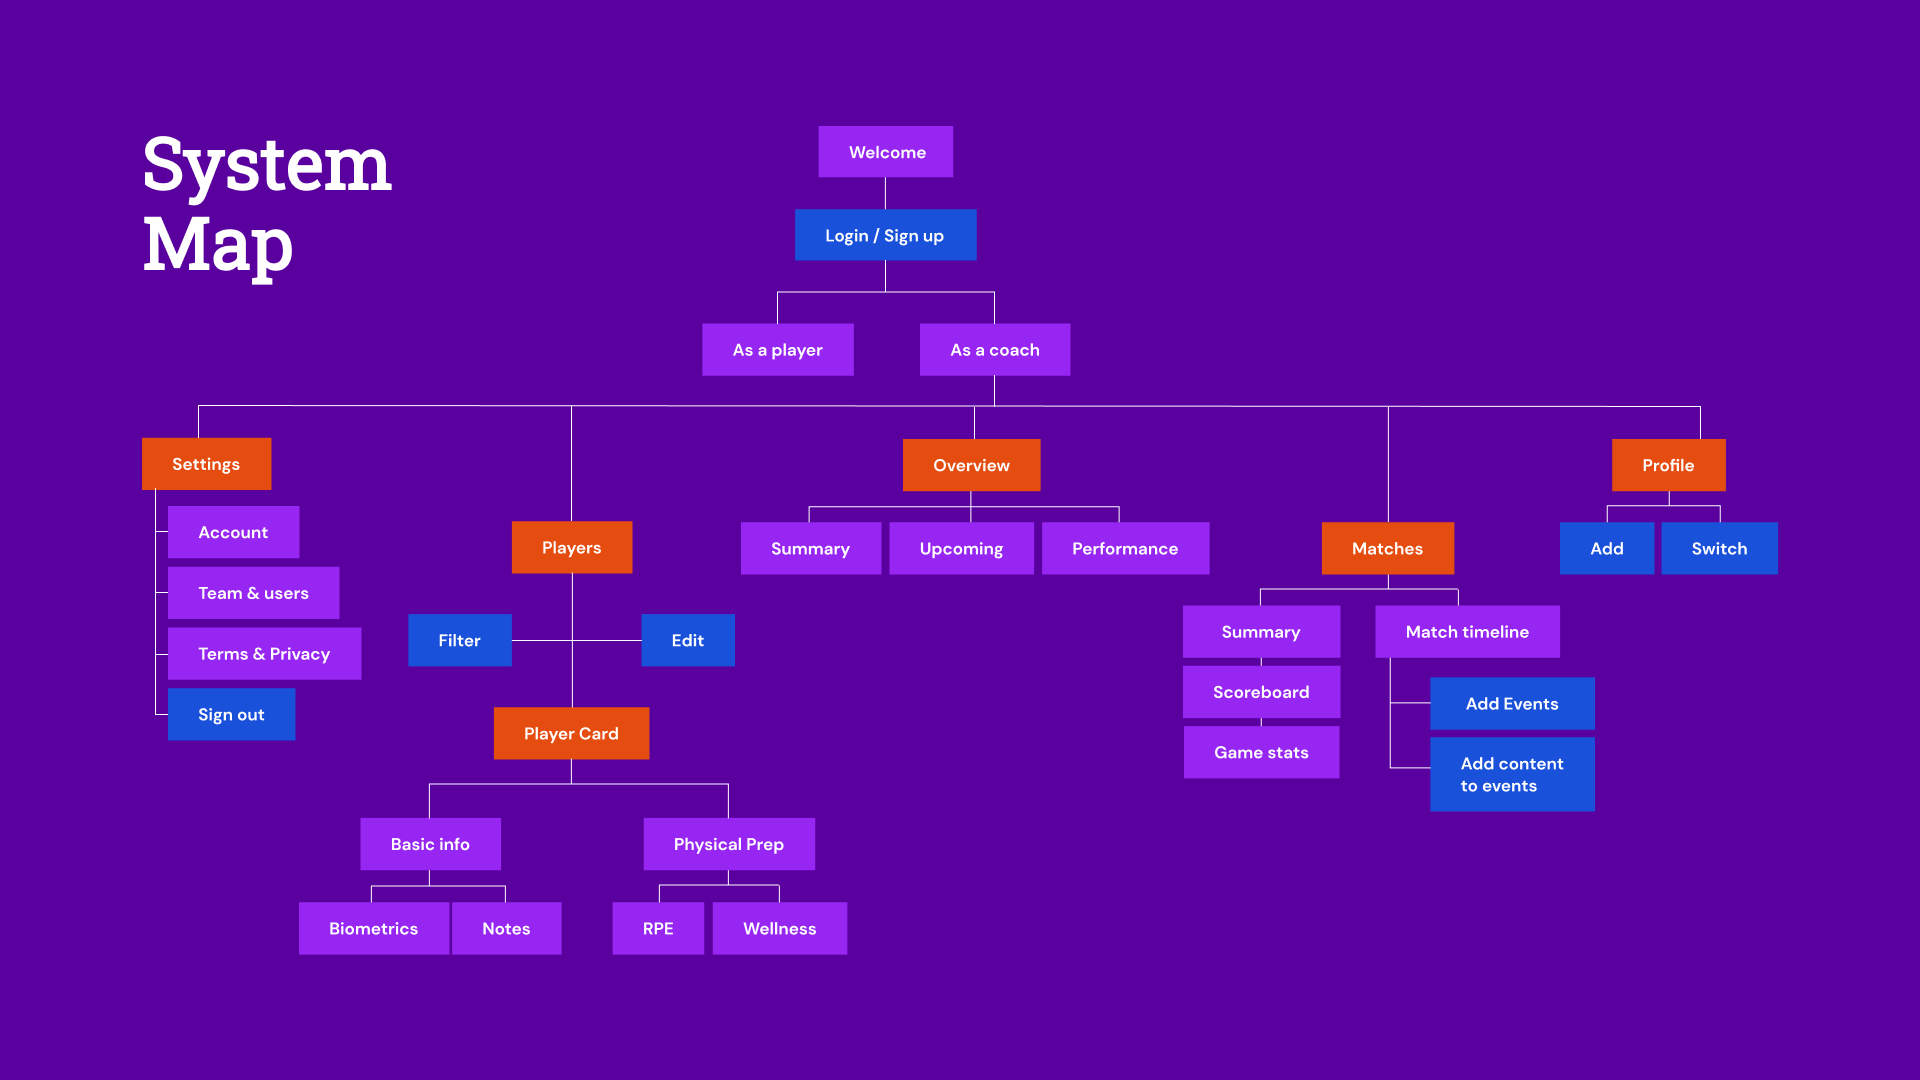 System
Map
Welcome
Login / Sign up
As a player
As a coach
Settings
Account
Team & users
Terms & Privacy
Sign out
Players
Filter
Edit
Player Card
Basic info
Physical Prep
Biometrics
Notes
RPE
Wellness
Overview
Summary
Upcoming
Performance
Matches
Summary
Scoreboard
Game stats
Match timeline
Add Events
Add content
to events
Profile
Add
Switch